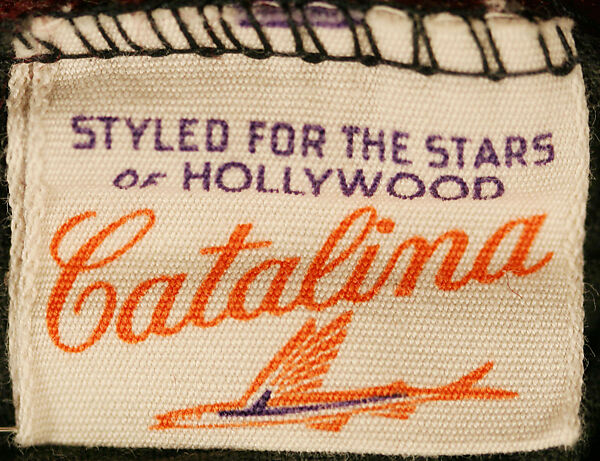 STYLED FOR THE STARS
OF HOLLYWOOD
Catalina